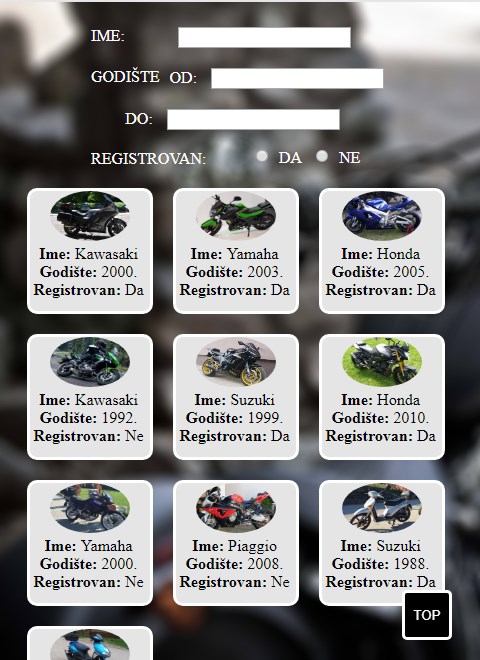 IME:
GODIŠTE OD:
DO:
REGISTROVAN: DA NE
Ime: Kawasaki
Godište: 2000.
Registrovan: Da
Ime: Yamaha
Godište: 2003.
Registrovan: Da
Ime: Honda
Godište: 2005.
Registrovan: Da
Ime: Kawasaki
Godište: 1992.
Registrovan: Ne
Ime: Suzuki
Godište: 1999.
Registrovan: Da
Ime: Honda
Godište: 2010.
Registrovan: Da
Ime: Yamaha
Godište: 2000.
Registrovan: Ne
Ime: Piaggio
Godište: 2008.
Registrovan: Ne
Ime: Suzuki
Godište: 1988.
Registrovan: Da
TOP